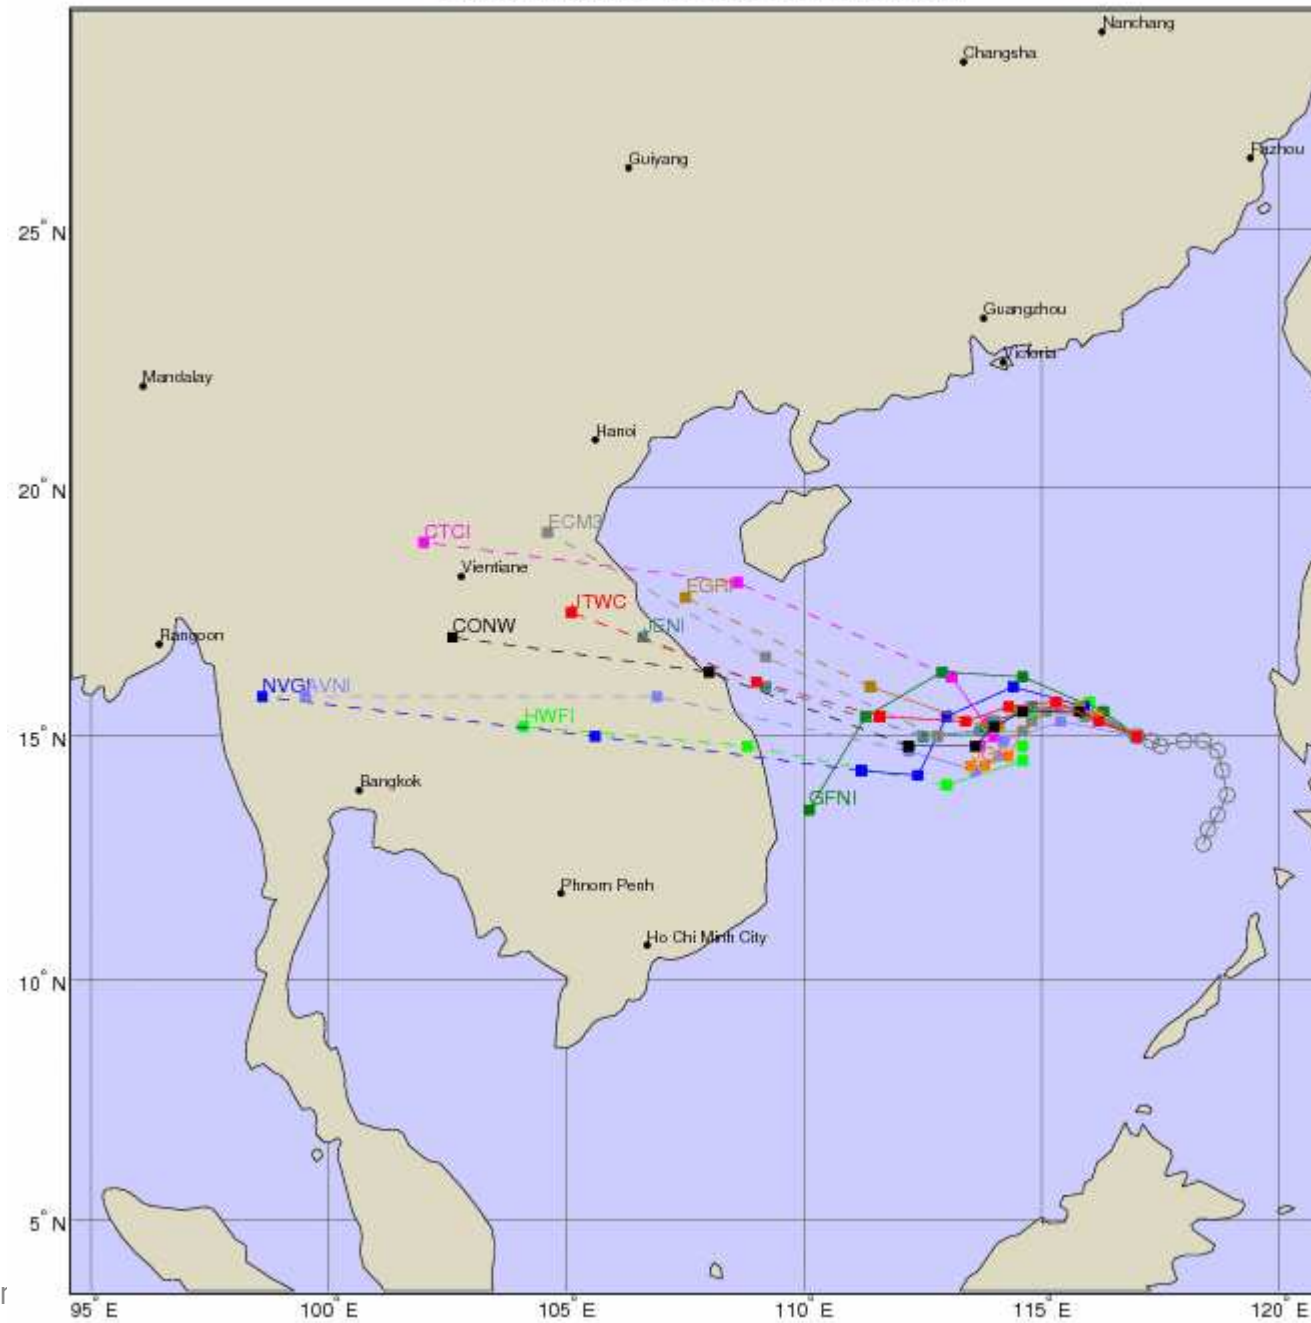 Nanchang
Changsha
Fuzhou
Guiyang
25° N
Guangzhou
Victoria
Mandalay
Hanoi
20° N
ECM3
CTCI
Vientiane
EGRI
JTWC
CONW
JENI
Rangoon
NVGI
AVNI
HWFI
15° N
Bangkok
GFNI
Phnom Penh
Ho Chi Minh City
10° N
5° N
95° E
100° E
105° E
110° E
115° E
120° E